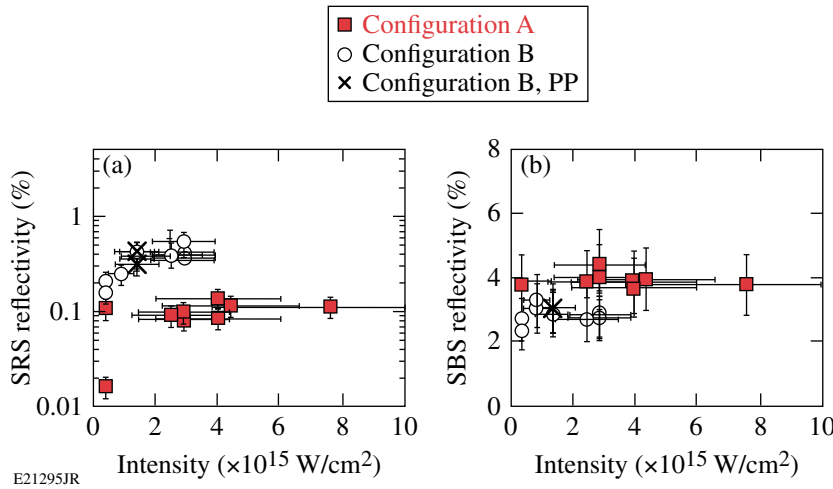 Configuration A
Configuration B
Configuration B, PP
(a)
SRS reflectivity (%)
1
0.1
0.01
0 2 4 6 8 10
Intensity (×10¹⁵ W/cm²)
(b)
SBS reflectivity (%)
8
6
4
2
0
0 2 4 6 8 10
Intensity (×10¹⁵ W/cm²)
E21295JR